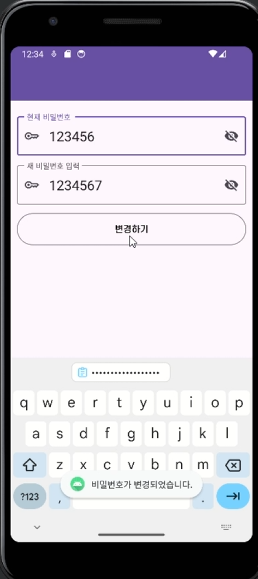 12:34
현재 비밀번호
123456
새 비밀번호 입력
1234567
변경하기
••••••••••••••••••
q w e r t y u i o p
a s d f g h j k l
z x c v b n m
?123 , .
비밀번호가 변경되었습니다.